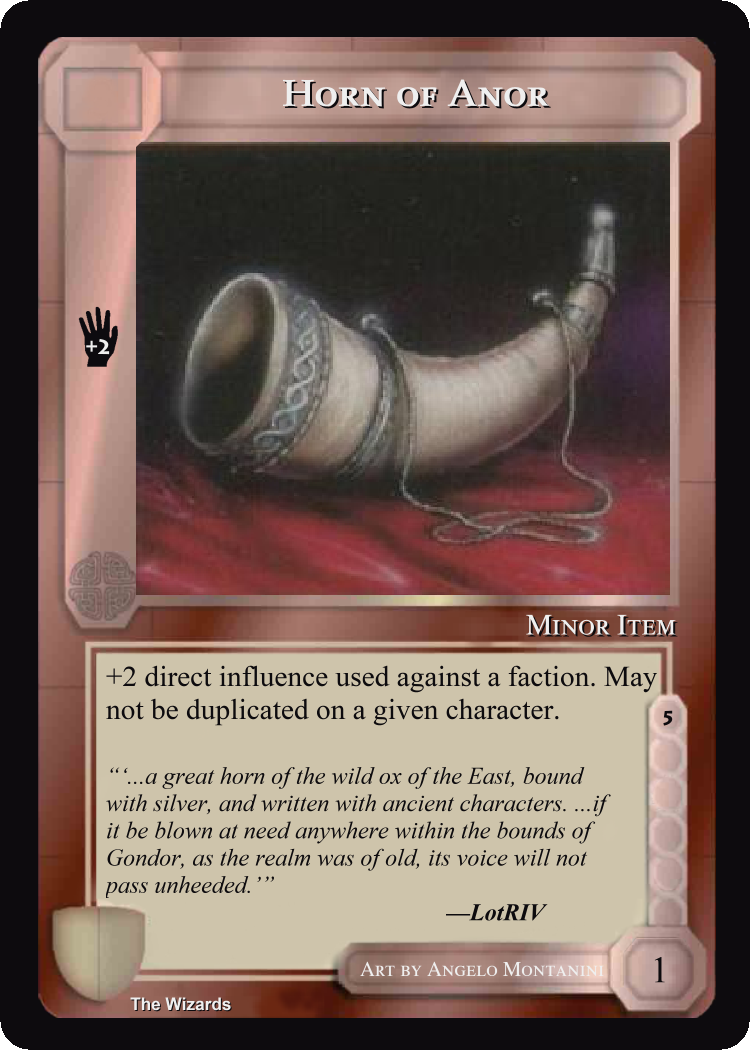 Horn of Anor
+2
Minor Item
+2 direct influence used against a faction. May
not be duplicated on a given character.
5
“‘...a great horn of the wild ox of the East, bound
with silver, and written with ancient characters. ...if
it be blown at need anywhere within the bounds of
Gondor, as the realm was of old, its voice will not
pass unheeded.’”
—LotRIV
Art by Angelo Montanini
1
The Wizards